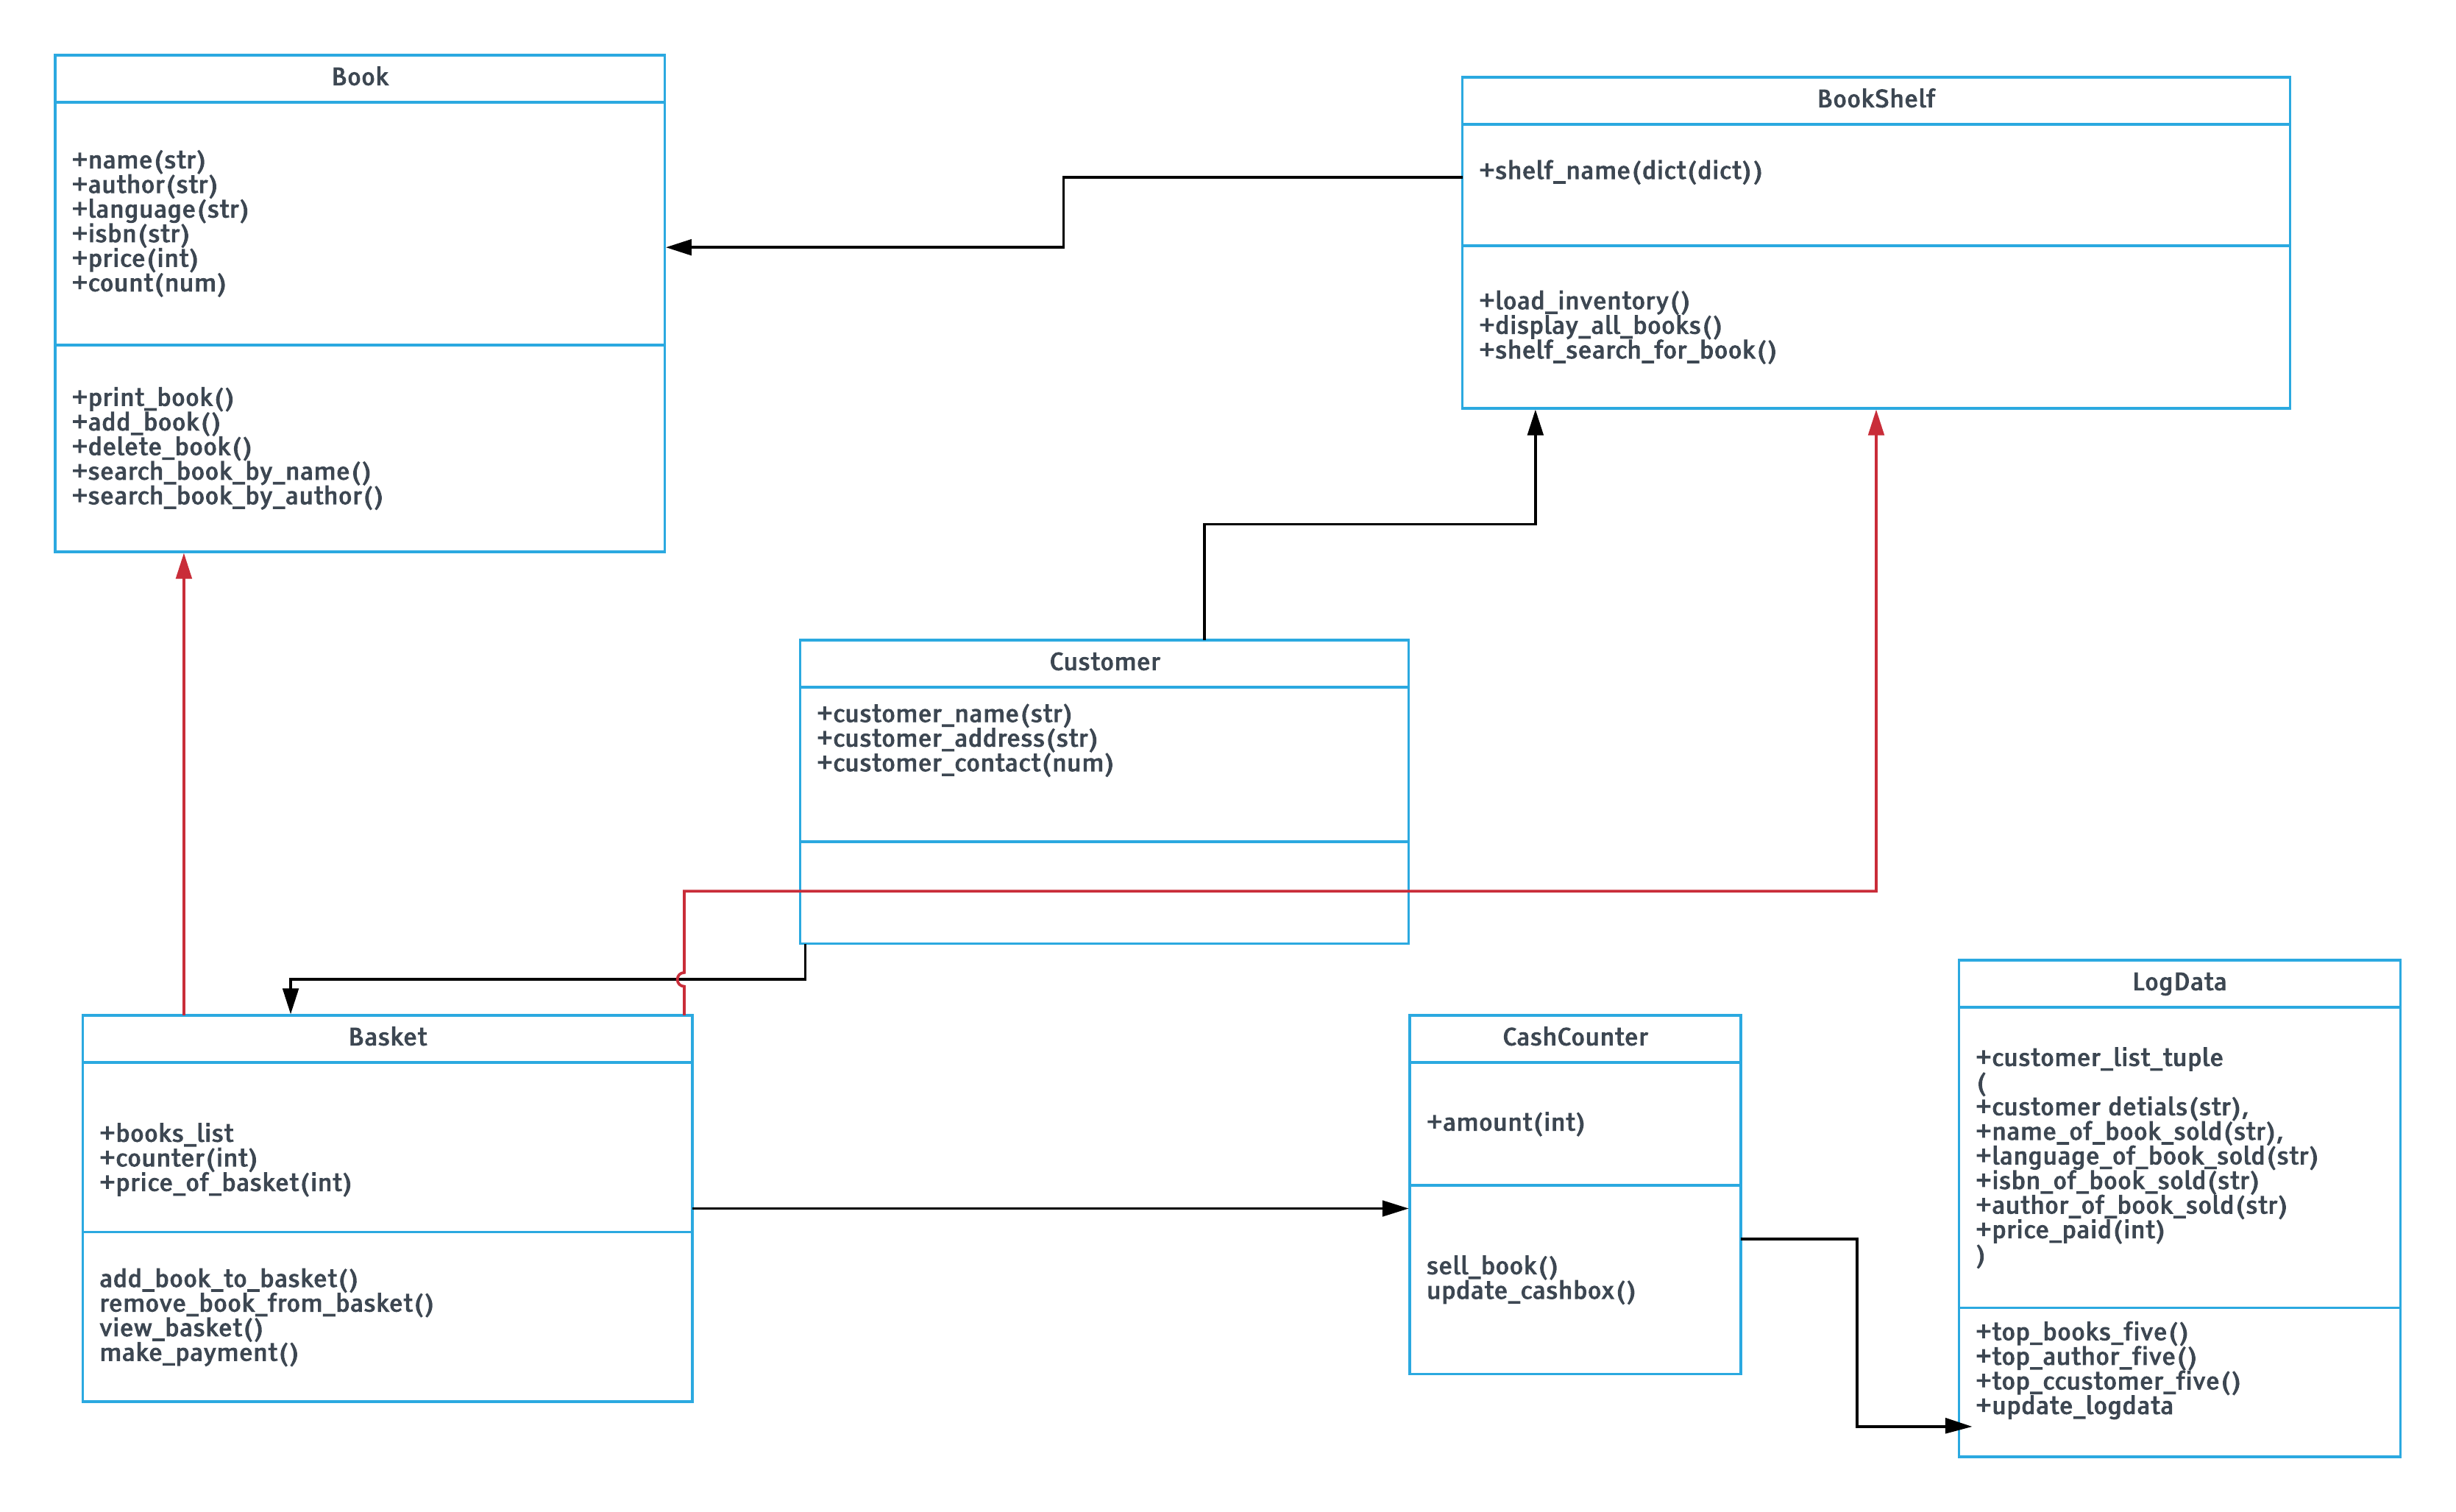 Book
+name(str)
+author(str)
+language(str)
+isbn(str)
+price(int)
+count(num)
+print_book()
+add_book()
+delete_book()
+search_book_by_name()
+search_book_by_author()
BookShelf
+shelf_name(dict(dict))
+load_inventory()
+display_all_books()
+shelf_search_for_book()
Customer
+customer_name(str)
+customer_address(str)
+customer_contact(num)
Basket
+books_list
+counter(int)
+price_of_basket(int)
add_book_to_basket()
remove_book_from_basket()
view_basket()
make_payment()
CashCounter
+amount(int)
sell_book()
update_cashbox()
LogData
+customer_list_tuple
(
+customer detials(str),
+name_of_book_sold(str),
+language_of_book_sold(str)
+isbn_of_book_sold(str)
+author_of_book_sold(str)
+price_paid(int)
)
+top_books_five()
+top_author_five()
+top_ccustomer_five()
+update_logdata